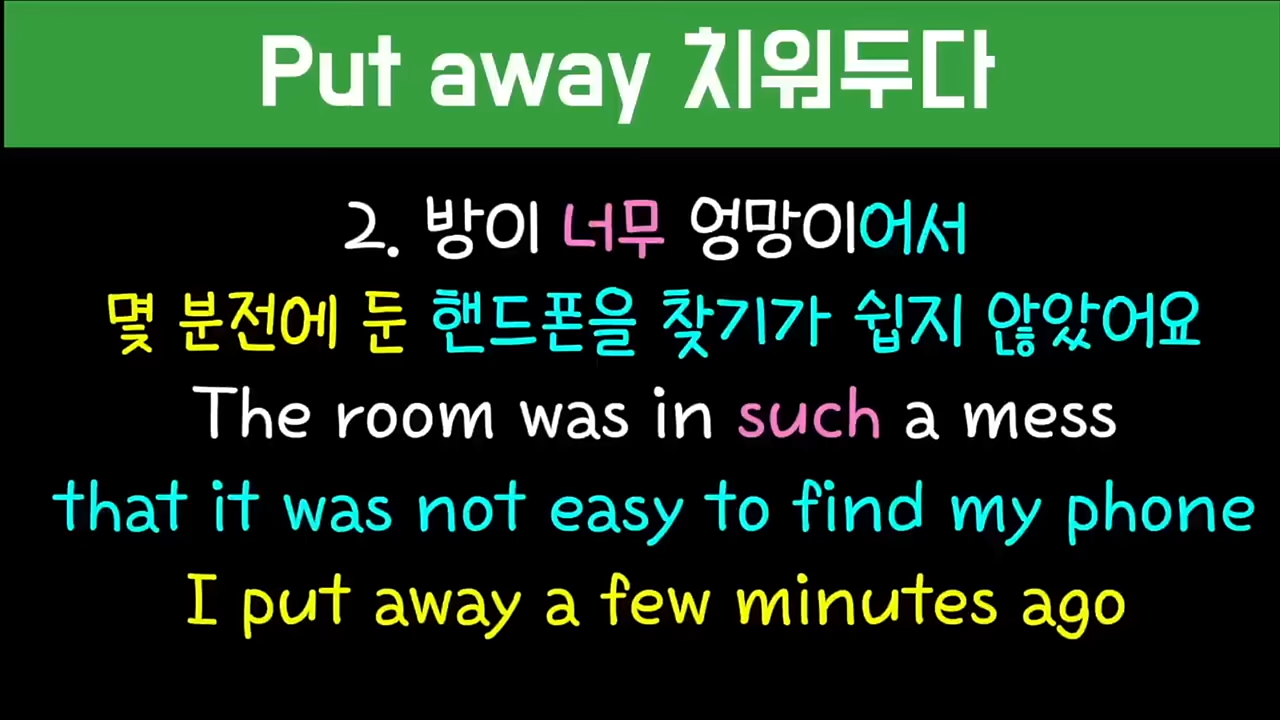 Put away 치워두다
2. 방이 너무 엉망이어서
몇 분전에 둔 핸드폰을 찾기가 쉽지 않았어요
The room was in such a mess
that it was not easy to find my phone
I put away a few minutes ago